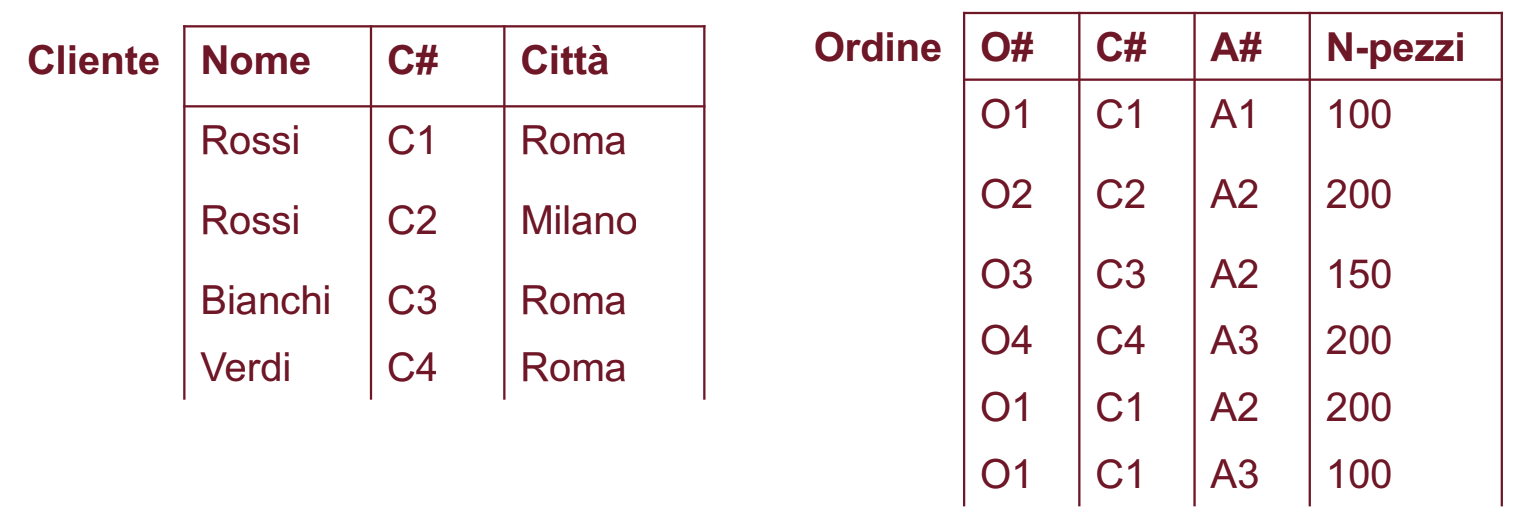 Cliente
Nome C# Città
Rossi C1 Roma
Rossi C2 Milano
Bianchi C3 Roma
Verdi C4 Roma
Ordine
O# C# A# N-pezzi
O1 C1 A1 100
O2 C2 A2 200
O3 C3 A2 150
O4 C4 A3 200
O1 C1 A2 200
O1 C1 A3 100